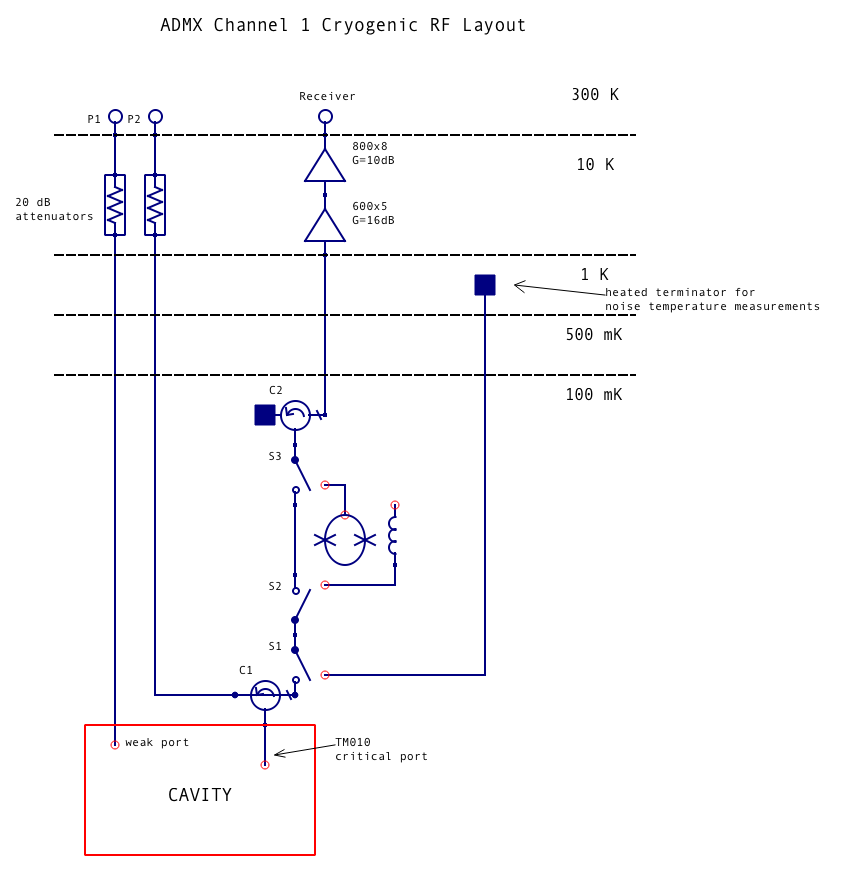 ADMX Channel 1 Cryogenic RF Layout
300 K
Receiver
P1 P2
800x8
G=10dB
10 K
20 dB
attenuators
600x5
G=16dB
1 K
heated terminator for
noise temperature measurements
500 mK
100 mK
C2
S3
S2
S1
C1
weak port
TM010
critical port
CAVITY